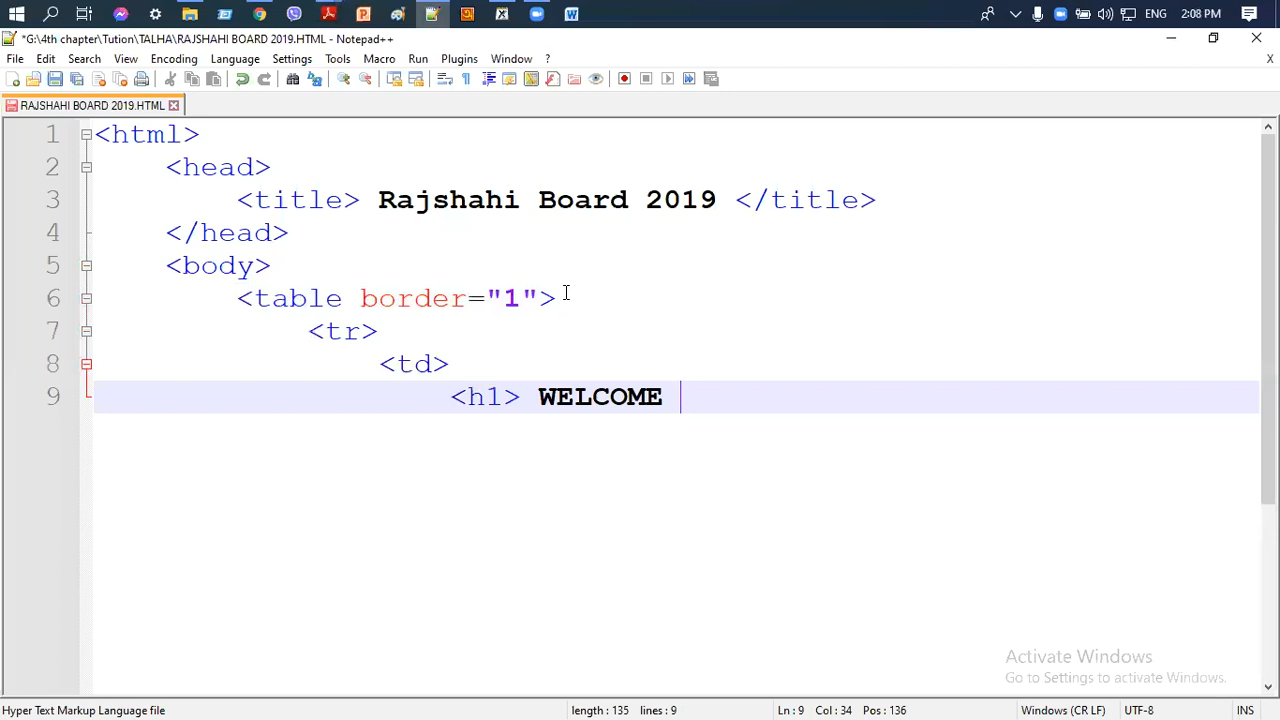 ENG 2:08 PM
*G:\4th chapter\Tution\TALHA\RAJSHAHI BOARD 2019.HTML - Notepad++
File Edit Search View Encoding Language Settings Tools Macro Run Plugins Window ? X
RAJSHAHI BOARD 2019.HTML
1 <html>
2 <head>
3 <title> Rajshahi Board 2019 </title>
4 </head>
5 <body>
6 <table border="1">
7 <tr>
8 <td>
9 <h1> WELCOME
Activate Windows
Go to Settings to activate Windows.
Hyper Text Markup Language file length : 135 lines : 9 Ln : 9 Col : 34 Pos : 136 Windows (CR LF) UTF-8 INS